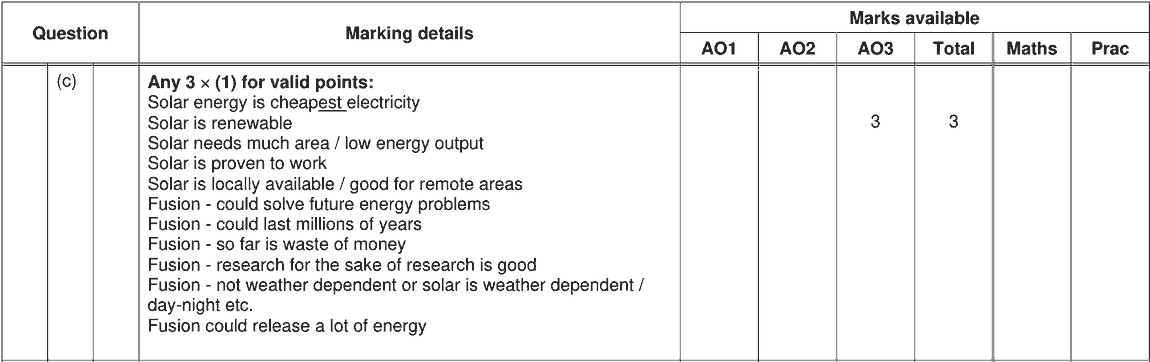 Question
Marking details
Marks available
AO1 AO2 AO3 Total Maths Prac
(c)
Any 3 × (1) for valid points:
Solar energy is cheapest electricity
Solar is renewable
3 3
Solar needs much area / low energy output
Solar is proven to work
Solar is locally available / good for remote areas
Fusion - could solve future energy problems
Fusion - could last millions of years
Fusion - so far is waste of money
Fusion - research for the sake of research is good
Fusion - not weather dependent or solar is weather dependent /
day-night etc.
Fusion could release a lot of energy